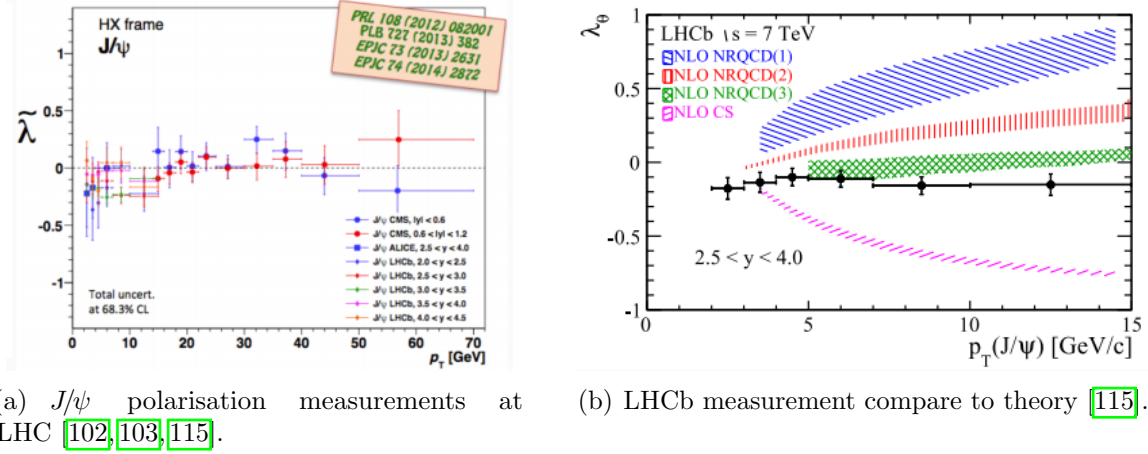 HX frame
J/ψ
PRL 108 (2012) 082001
PLB 727 (2013) 382
EPJC 73 (2013) 2631
EPJC 74 (2014) 2872
1
0.5
0
-0.5
-1
λ̃
J/ψ CMS, |y| < 0.6
J/ψ CMS, 0.6 < |y| < 1.2
J/ψ ALICE, 2.5 < y < 4.0
J/ψ LHCb, 2.0 < y < 2.5
J/ψ LHCb, 2.5 < y < 3.0
J/ψ LHCb, 3.0 < y < 3.5
J/ψ LHCb, 3.5 < y < 4.0
J/ψ LHCb, 4.0 < y < 4.5
Total uncert.
at 68.3% CL
0 10 20 30 40 50 60 70
p_T [GeV]
(a) J/ψ polarisation measurements at
LHC [102,103,115].
λ_θ
1
0.5
0
-0.5
-1
LHCb \s = 7 TeV
NLO NRQCD(1)
NLO NRQCD(2)
NLO NRQCD(3)
NLO CS
2.5 < y < 4.0
0 5 10 15
p_T(J/ψ) [GeV/c]
(b) LHCb measurement compare to theory [115].